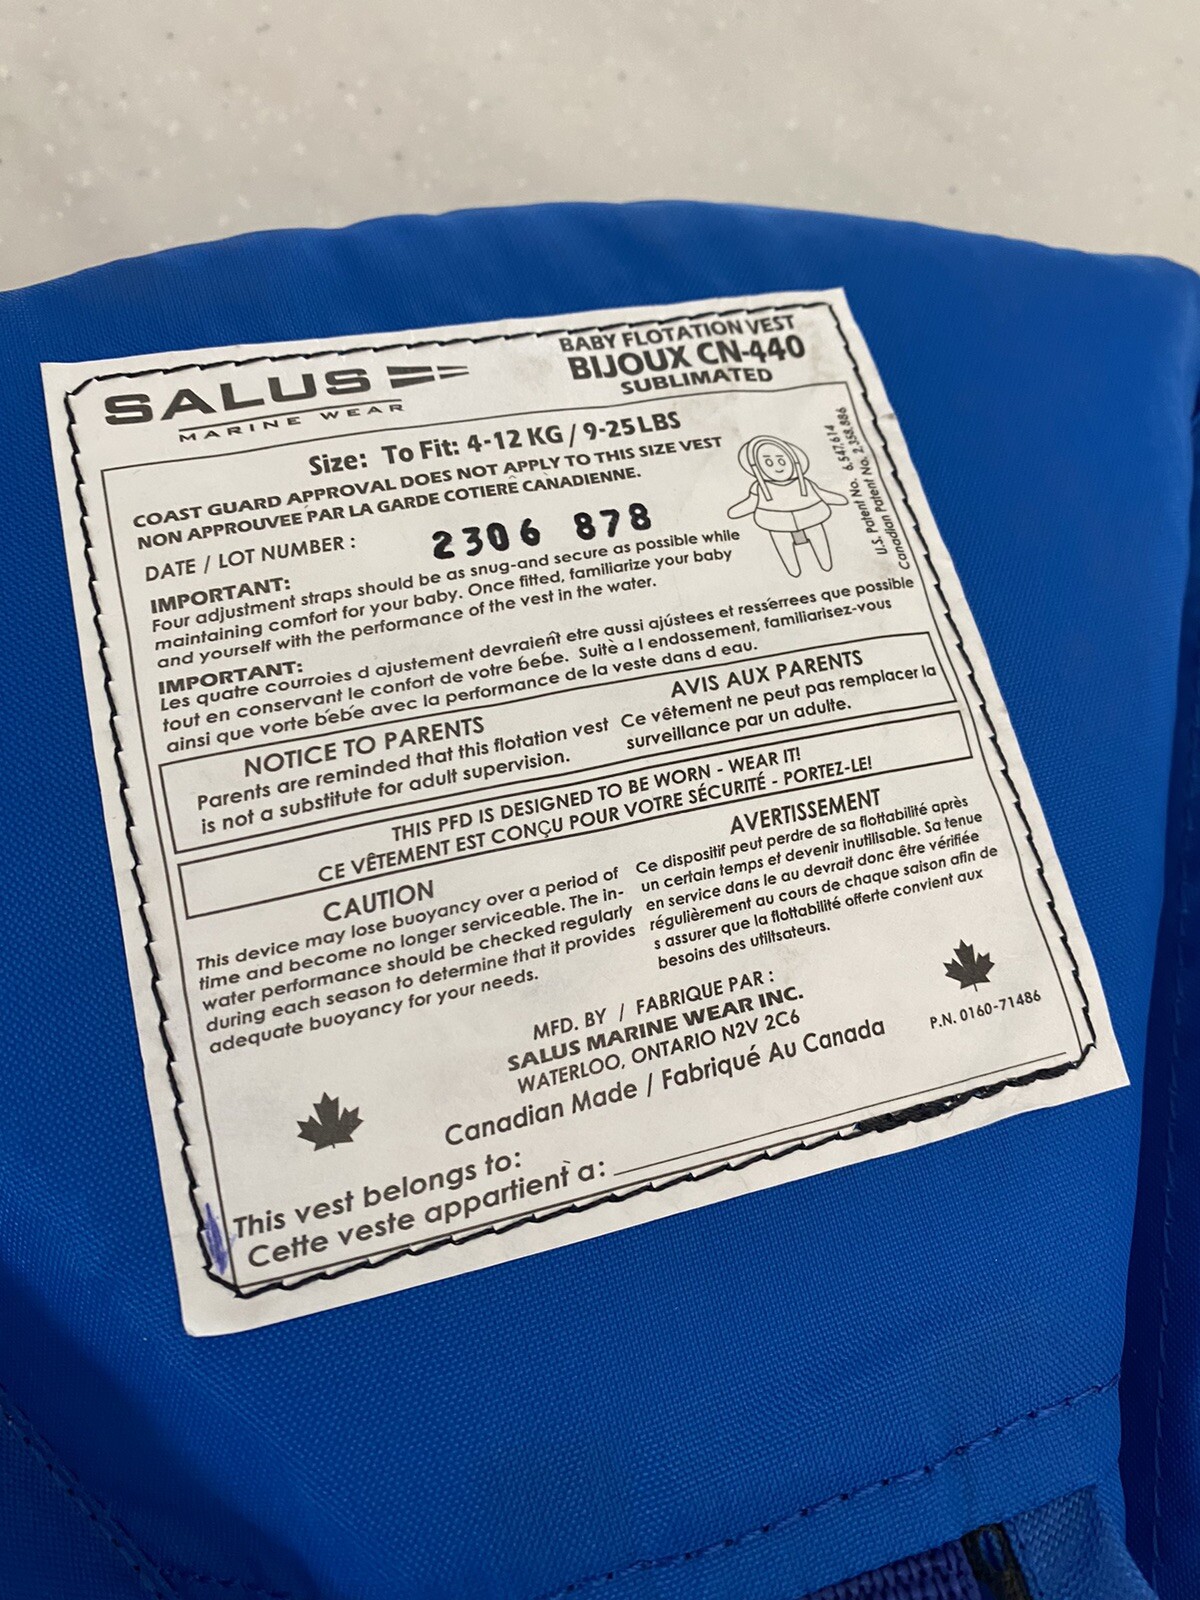 SALUS
MARINE WEAR
BABY FLOTATION VEST
BIJOUX CN-440
SUBLIMATED
Size: To Fit: 4-12 KG / 9-25 LBS
COAST GUARD APPROVAL DOES NOT APPLY TO THIS SIZE VEST
NON APPROUVEE PAR LA GARDE COTIERE CANADIENNE.
DATE / LOT NUMBER : 2306 878
U.S. Patent No. 6,547,614
Canadian Patent No. 2,358,886
IMPORTANT:
Four adjustment straps should be as snug-and secure as possible while
maintaining comfort for your baby. Once fitted, familiarize your baby
and yourself with the performance of the vest in the water.
IMPORTANT:
Les quatre courroies d ajustement devraient etre aussi ajústees et resserrees que possible
tout en conservant le confort de votre bebe. Suite a l endossement, familiarisez-vous
ainsi que vorte bebe avec la performance de la veste dans d eau.
NOTICE TO PARENTS
Parents are reminded that this flotation vest
is not a substitute for adult supervision.
AVIS AUX PARENTS
Ce vêtement ne peut pas remplacer la
surveillance par un adulte.
THIS PFD IS DESIGNED TO BE WORN - WEAR IT!
CE VÊTEMENT EST CONÇU POUR VOTRE SÉCURITÉ - PORTEZ-LE!
CAUTION
This device may lose buoyancy over a period of
time and become no longer serviceable. The in-
water performance should be checked regularly
during each season to determine that it provides
adequate buoyancy for your needs.
AVERTISSEMENT
Ce dispositif peut perdre de sa flottabilité après
un certain temps et devenir inutilisable. Sa tenue
en service dans le au devrait donc être vérifiée
régulièrement au cours de chaque saison afin de
s assurer que la flottabilité offerte convient aux
besoins des utilitsateurs.
MFD. BY / FABRIQUE PAR :
SALUS MARINE WEAR INC.
WATERLOO, ONTARIO N2V 2C6
Canadian Made / Fabriqué Au Canada
P.N. 0160-71486
This vest belongs to:
Cette veste appartient à: